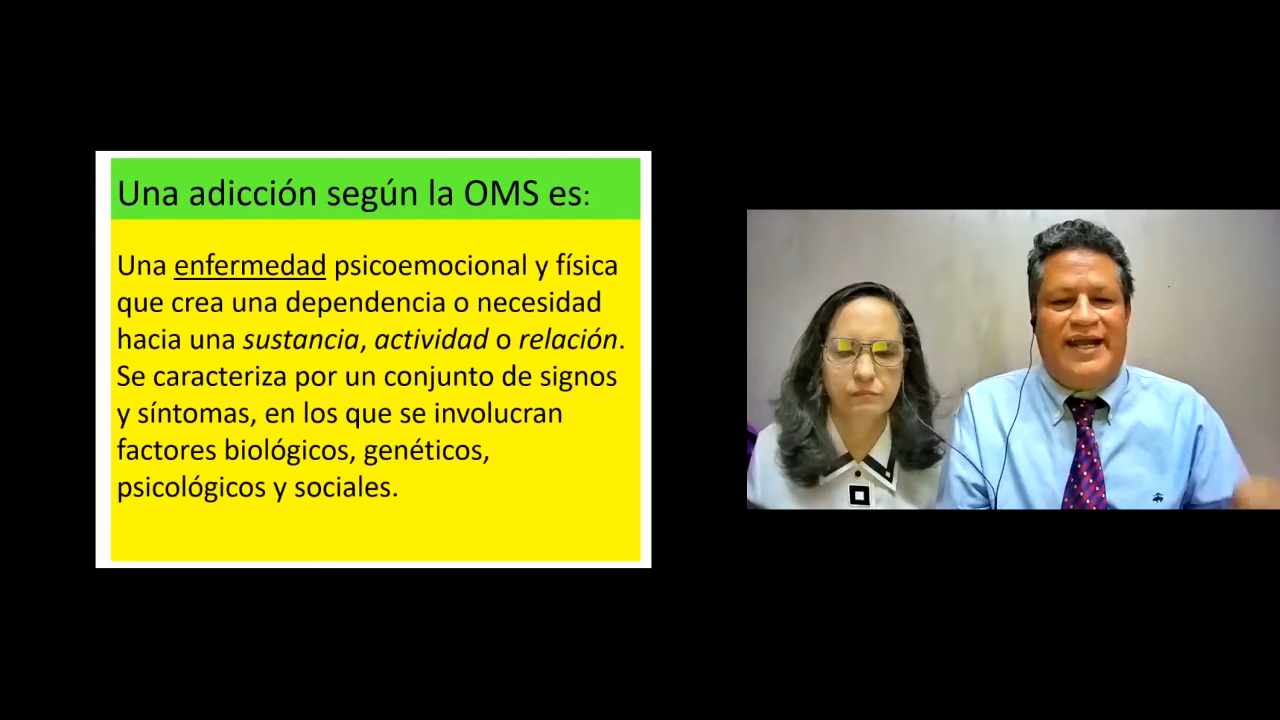 Una adicción según la OMS es:
Una enfermedad psicoemocional y física
que crea una dependencia o necesidad
hacia una sustancia, actividad o relación.
Se caracteriza por un conjunto de signos
y síntomas, en los que se involucran
factores biológicos, genéticos,
psicológicos y sociales.